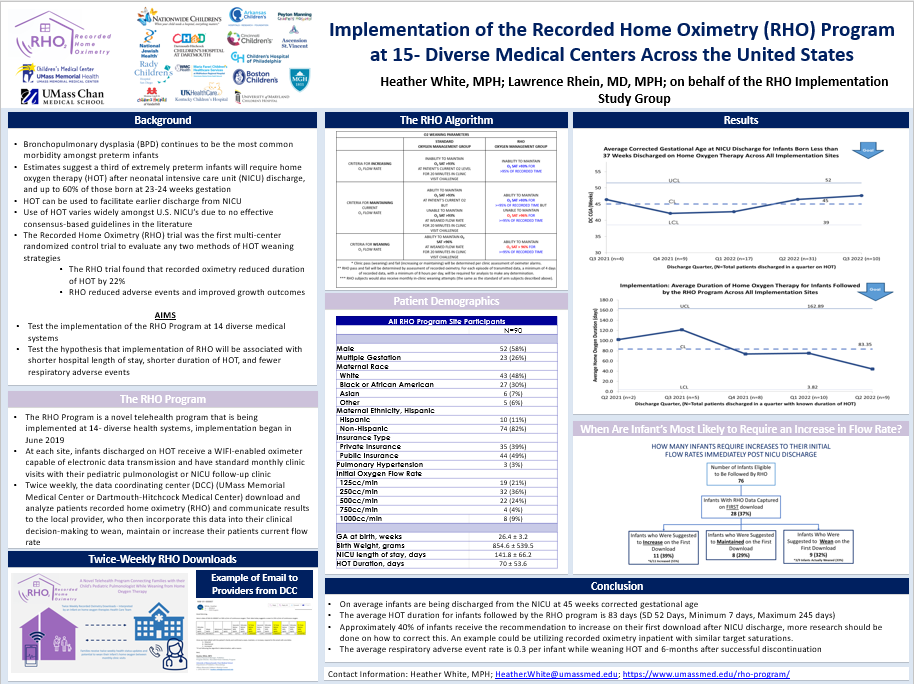 RHO
Recorded
Home
Oximetry
NATIONWIDE CHILDREN'S
Arkansas
Children's
Peyton Manning
National
Jewish
Health
CHaD
CHILDREN'S HOSPITAL
AT DARTMOUTH
Cincinnati
Children's
Ascension
St. Vincent
Children's Medical Center
UMass Memorial Health
Rady
Children's
Children's Hospital
of Philadelphia
Boston
Children's
MGH
UMass Chan
MEDICAL SCHOOL
UKHealthCare
Kentucky Children's Hospital
UNIVERSITY of MARYLAND
CHILDREN'S HOSPITAL
Implementation of the Recorded Home Oximetry (RHO) Program
at 15- Diverse Medical Centers Across the United States
Heather White, MPH; Lawrence Rhein, MD, MPH; on behalf of the RHO Implementation
Study Group
Background
• Bronchopulmonary dysplasia (BPD) continues to be the most common
morbidity amongst preterm infants
• Estimates suggest a third of extremely preterm infants will require home
oxygen therapy (HOT) after neonatal intensive care unit (NICU) discharge,
and up to 60% of those born at 23-24 weeks gestation
• HOT can be used to facilitate earlier discharge from NICU
• Use of HOT varies widely amongst U.S. NICU's due to no effective
consensus-based guidelines in the literature
• The Recorded Home Oximetry (RHO) trial was the first multi-center
randomized control trial to evaluate any two methods of HOT weaning
strategies
• The RHO trial found that recorded oximetry reduced duration
of HOT by 22%
• RHO reduced adverse events and improved growth outcomes
AIMS
• Test the implementation of the RHO Program at 14 diverse medical
systems
• Test the hypothesis that implementation of RHO will be associated with
shorter hospital length of stay, shorter duration of HOT, and fewer
respiratory adverse events
The RHO Program
• The RHO Program is a novel telehealth program that is being
implemented at 14- diverse health systems, implementation began in
June 2019
• At each site, infants discharged on HOT receive a WIFI-enabled oximeter
capable of electronic data transmission and have standard monthly clinic
visits with their pediatric pulmonologist or NICU follow-up clinic
• Twice weekly, the data coordinating center (DCC) (UMass Memorial
Medical Center or Dartmouth-Hitchcock Medical Center) download and
analyze patients recorded home oximetry (RHO) and communicate results
to the local provider, who then incorporate this data into their clinical
decision-making to wean, maintain or increase their patients current flow
rate
Twice-Weekly RHO Downloads
RHO
A Novel Telehealth Program Connecting Families with Near
Child's Pediatric Pulmonologist While Weaning from Home
Oxygen Therapy
Example of Email to
Providers from DCC
The RHO Algorithm
O2 WEANING PARAMETERS
STANDARD
OXYGEN MANAGEMENT GROUP
RHO
OXYGEN MANAGEMENT GROUP
CRITERIA FOR INCREASING
O2 FLOW RATE
INABILITY TO MAINTAIN
O2 SAT >93%
AT PATIENT'S CURRENT O2 LEVEL
FOR 20 MINUTES IN CLINIC
VISIT CHALLENGE
INABILITY TO MAINTAIN
O2 SAT >93% FOR
>=95% OF RECORDED TIME
CRITERIA FOR MAINTAINING
CURRENT
O2 FLOW RATE
ABILITY TO MAINTAIN
O2 SAT >93%
AT PATIENT'S CURRENT O2
BUT
UNABLE TO MAINTAIN
O2 SAT >93%
AT WEANED FLOW RATE
FOR 20 MINUTES IN CLINIC
VISIT CHALLENGE
ABILITY TO MAINTAIN
O2 SAT >93% FOR
>=95% OF RECORDED TIME BUT
UNABLE TO MAINTAIN
O2 SAT >96% FOR
>=95% OF RECORDED TIME
CRITERIA FOR WEANING
O2 FLOW RATE
ABILITY TO MAINTAIN O2
SAT >93%
AT WEANED FLOW RATE
FOR 20 MINUTES IN CLINIC
VISIT CHALLENGE
ABILITY TO MAINTAIN
O2 SAT >96% FOR
>=95% OF RECORDED TIME
Patient Demographics
All RHO Program Site Participants
N=90
Male 52 (58%)
Multiple Gestation 23 (26%)
Maternal Race
White 43 (48%)
Black or African American 27 (30%)
Asian 6 (7%)
Other 5 (6%)
Maternal Ethnicity, Hispanic
Hispanic 10 (11%)
Non-Hispanic 74 (82%)
Insurance Type
Private Insurance 35 (39%)
Public Insurance 44 (49%)
Pulmonary Hypertension 3 (3%)
Initial Oxygen Flow Rate
125cc/min 19 (21%)
250cc/min 32 (36%)
500cc/min 22 (24%)
750cc/min 4 (4%)
1000cc/min 8 (9%)
GA at birth, weeks 26.4 ± 3.2
Birth Weight, grams 854.6 ± 539.5
NICU length of stay, days 141.8 ± 66.2
HOT Duration, days 70 ± 53.6
Results
Average Corrected Gestational Age at NICU Discharge for Infants Born Less than
37 Weeks Discharged on Home Oxygen Therapy Across All Implementation Sites
Good
DC CGA (Weeks)
55
50
45
40
35
30
UCL
52
45
CL
LCL
39
Q3 2021 (n=4) Q4 2021 (n=9) Q1 2022 (n=17) Q2 2022 (n=31) Q3 2022 (n=10)
Discharge Quarter, (N=Total patients discharged in a quarter on HOT)
Implementation: Average Duration of Home Oxygen Therapy for Infants Followed
by the RHO Program Across All Implementation Sites
Good
Average Home Oxygen Duration (days)
180.0
160.0
140.0
120.0
100.0
80.0
60.0
40.0
20.0
0.0
UCL
162.89
CL
83.35
LCL
3.82
Q2 2021 (n=2) Q3 2021 (n=5) Q4 2021 (n=8) Q1 2022 (n=10) Q2 2022 (n=9)
Discharge Quarter, (N=Total patients discharged in a quarter with known duration of HOT)
When Are Infant's Most Likely to Require an Increase in Flow Rate?
HOW MANY INFANTS REQUIRE INCREASES TO THEIR INITIAL
FLOW RATES IMMEDIATELY POST NICU DISCHARGE
Number of Infants Eligible
to Be Followed By RHO
76
Infants With RHO Data Captured
on FIRST download
28 (37%)
Infants who Were Suggested
to Increase on the First
Download
11 (39%)
Infants who Were
Suggested to Maintained on the First
Download
8 (29%)
Infants Who Were
Suggested to Wean on the First
Download
9 (32%)
Conclusion
• On average infants are being discharged from the NICU at 45 weeks corrected gestational age
• The average HOT duration for infants followed by the RHO program is 83 days (SD 52 Days, Minimum 7 days, Maximum 245 days)
• Approximately 40% of infants receive the recommendation to increase on their first download after NICU discharge, more research should be
done on how to correct this. An example could be utilizing recorded oximetry inpatient with similar target saturations.
• The average respiratory adverse event rate is 0.3 per infant while weaning HOT and 6-months after successful discontinuation
Contact Information: Heather White, MPH; Heather.White@umassmed.edu; https://www.umassmed.edu/rho-program/